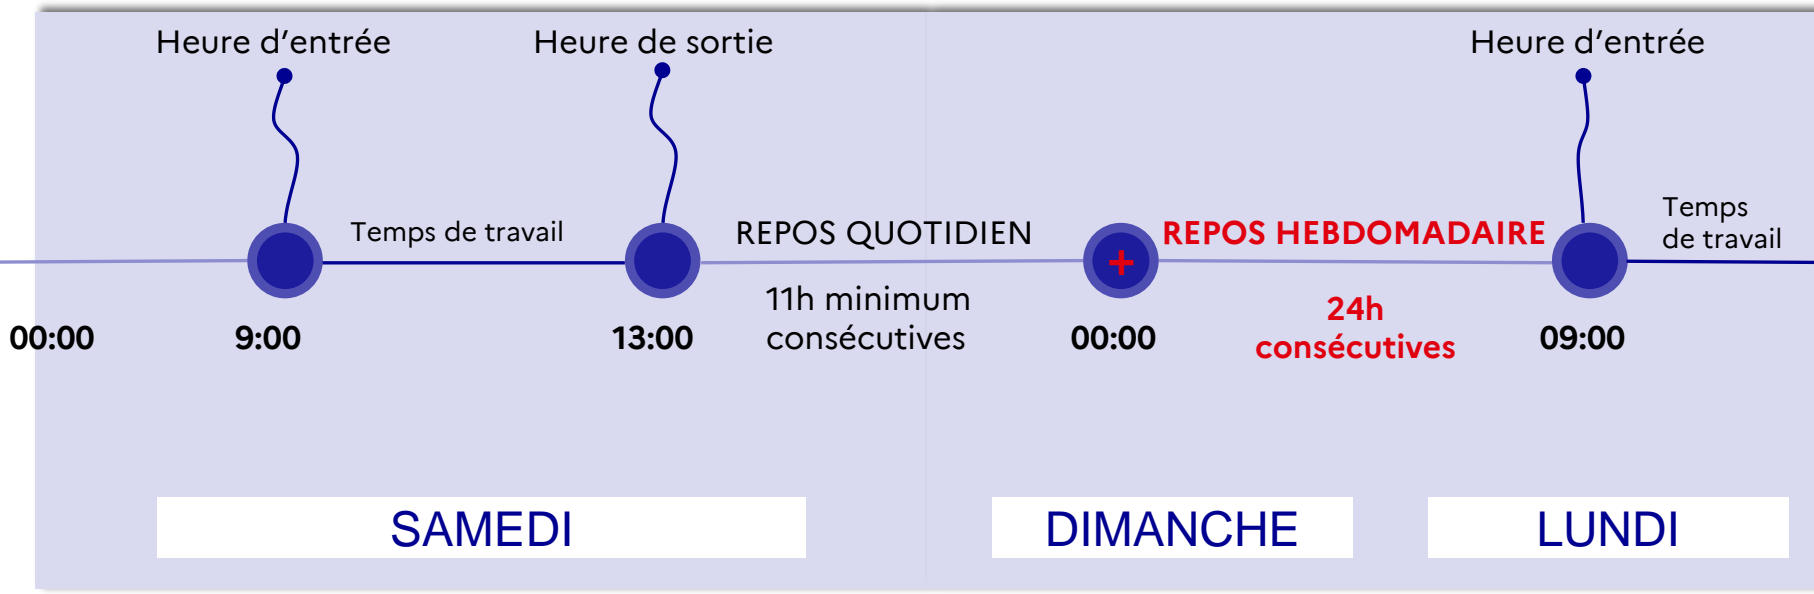 Heure d’entrée
Heure de sortie
Heure d’entrée
Temps de travail
REPOS QUOTIDIEN
11h minimum
consécutives
+
REPOS HEBDOMADAIRE
24h
consécutives
Temps
de travail
00:00
9:00
13:00
00:00
09:00
SAMEDI
DIMANCHE
LUNDI